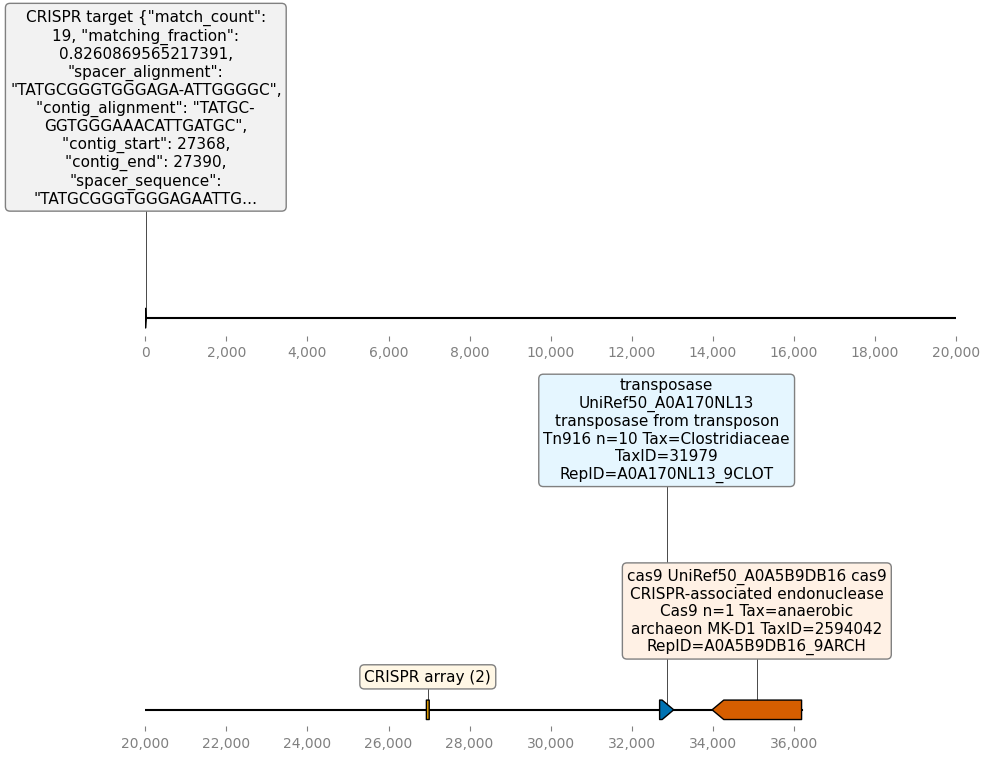 CRISPR target {"match_count":
19, "matching_fraction":
0.8260869565217391,
"spacer_alignment":
"TATGCGGGTGGGAGA-ATTGGGGC",
"contig_alignment": "TATGC-
GGTGGGAAACATTGATGC",
"contig_start": 27368,
"contig_end": 27390,
"spacer_sequence":
"TATGCGGGTGGGAGAATTG...
0 2,000 4,000 6,000 8,000 10,000 12,000 14,000 16,000 18,000 20,000
transposase
UniRef50_A0A170NL13
transposase from transposon
Tn916 n=10 Tax=Clostridiaceae
TaxID=31979
RepID=A0A170NL13_9CLOT
cas9 UniRef50_A0A5B9DB16 cas9
CRISPR-associated endonuclease
Cas9 n=1 Tax=anaerobic
archaeon MK-D1 TaxID=2594042
RepID=A0A5B9DB16_9ARCH
CRISPR array (2)
20,000 22,000 24,000 26,000 28,000 30,000 32,000 34,000 36,000